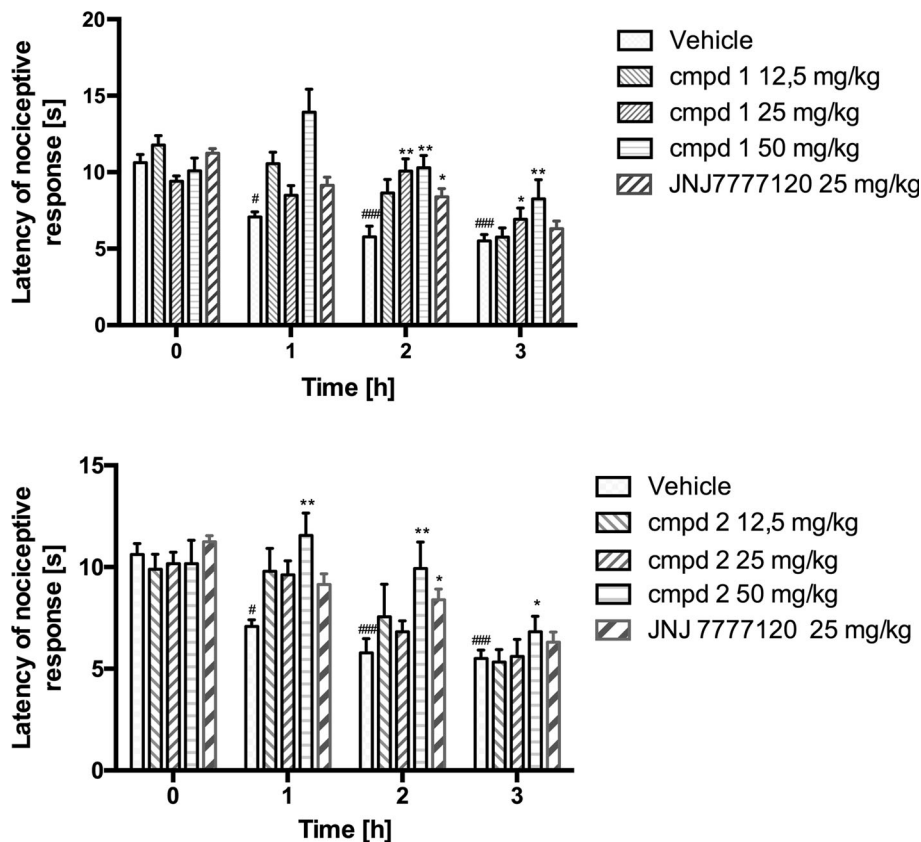 20
15
10
5
0
Latency of nociceptive
response [s]
#
###
** **
*
###
*
**
0 1 2 3
Time [h]
Vehicle
cmpd 1 12,5 mg/kg
cmpd 1 25 mg/kg
cmpd 1 50 mg/kg
JNJ7777120 25 mg/kg
15
10
5
0
Latency of nociceptive
response [s]
#
**
###
**
*
###
*
0 1 2 3
Time [h]
Vehicle
cmpd 2 12,5 mg/kg
cmpd 2 25 mg/kg
cmpd 2 50 mg/kg
JNJ 7777120 25 mg/kg